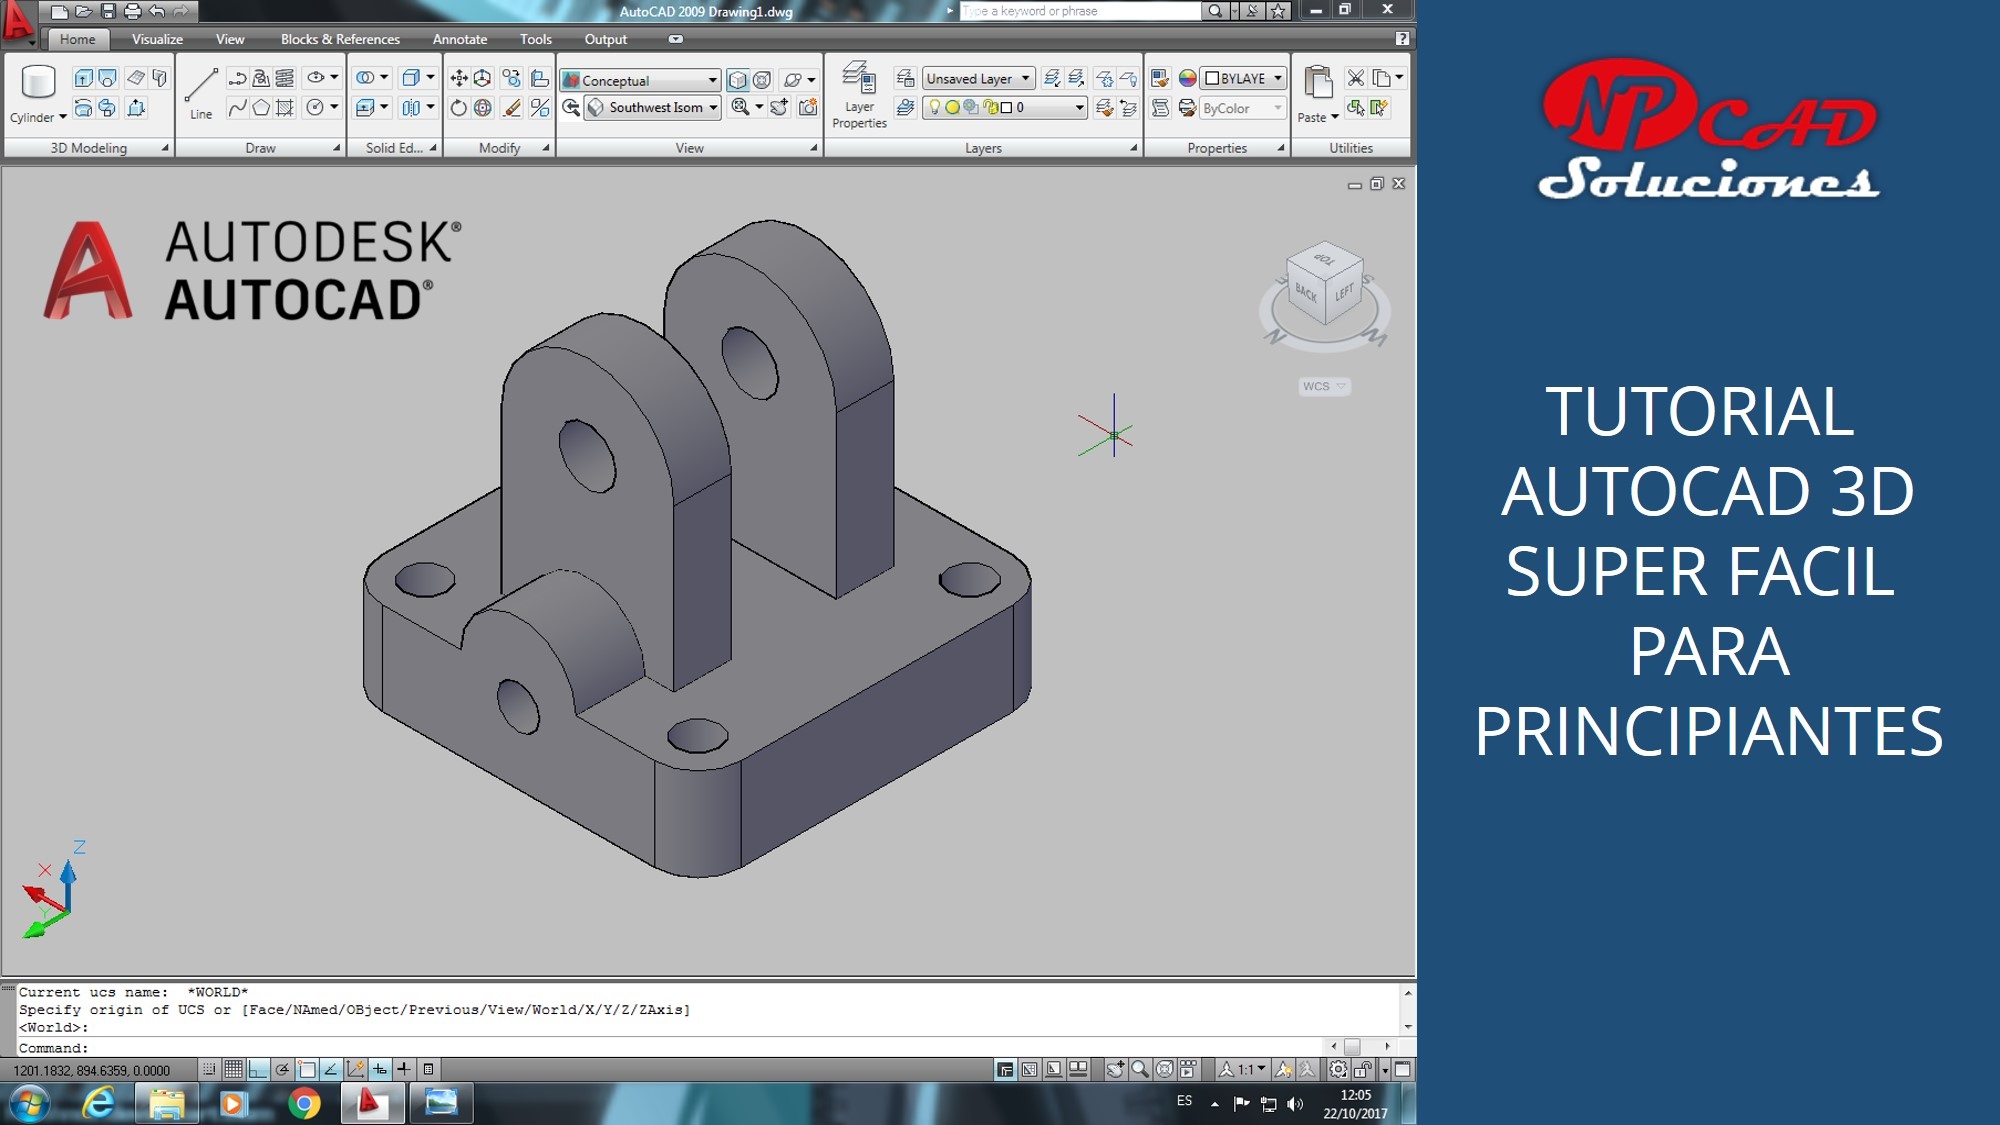 AutoCAD 2009 Drawing1.dwg
Type a keyword or phrase
Home Visualize View Blocks & References Annotate Tools Output
Conceptual
Unsaved Layer
BYLAYE
Cylinder
Line
Southwest Isom
Layer
Properties
0
ByColor
Paste
3D Modeling Draw Solid Ed... Modify View Layers Properties Utilities
AUTODESK®
AUTOCAD®
TOP
BACK LEFT
WCS
Z
X
Y
Current ucs name:  *WORLD*
Specify origin of UCS or [Face/NAmed/OBject/Previous/View/World/X/Y/Z/ZAxis]
<World>:
Command:
1201.1832, 894.6359, 0.0000
1:1
ES
12:05
22/10/2017
NPCAD
Soluciones
TUTORIAL
AUTOCAD 3D
SUPER FACIL
PARA
PRINCIPIANTES